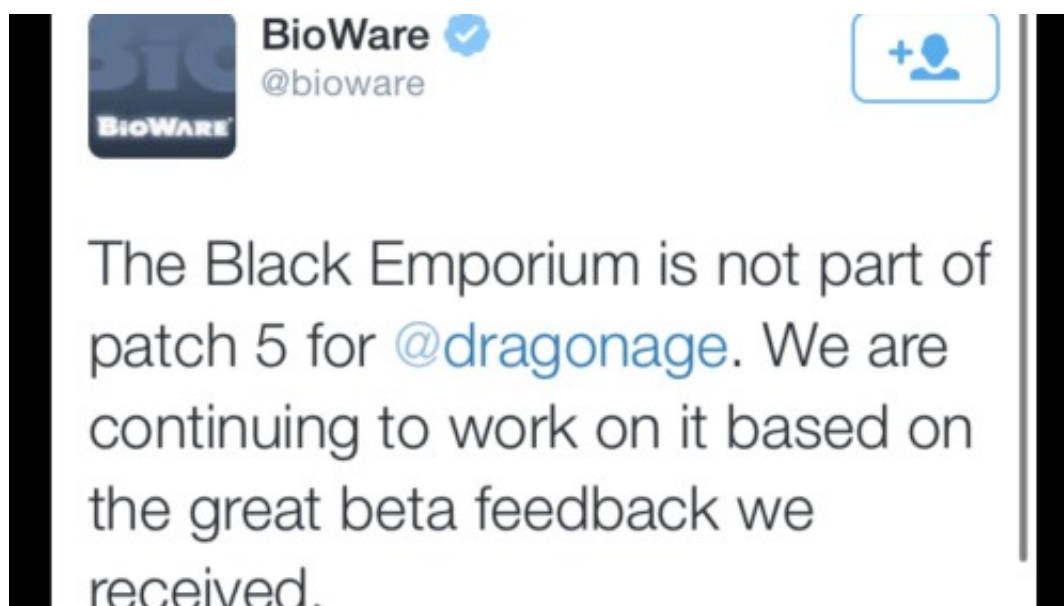 BioWare
@bioware
BIOWARE
The Black Emporium is not part of
patch 5 for @dragonage. We are
continuing to work on it based on
the great beta feedback we
received.